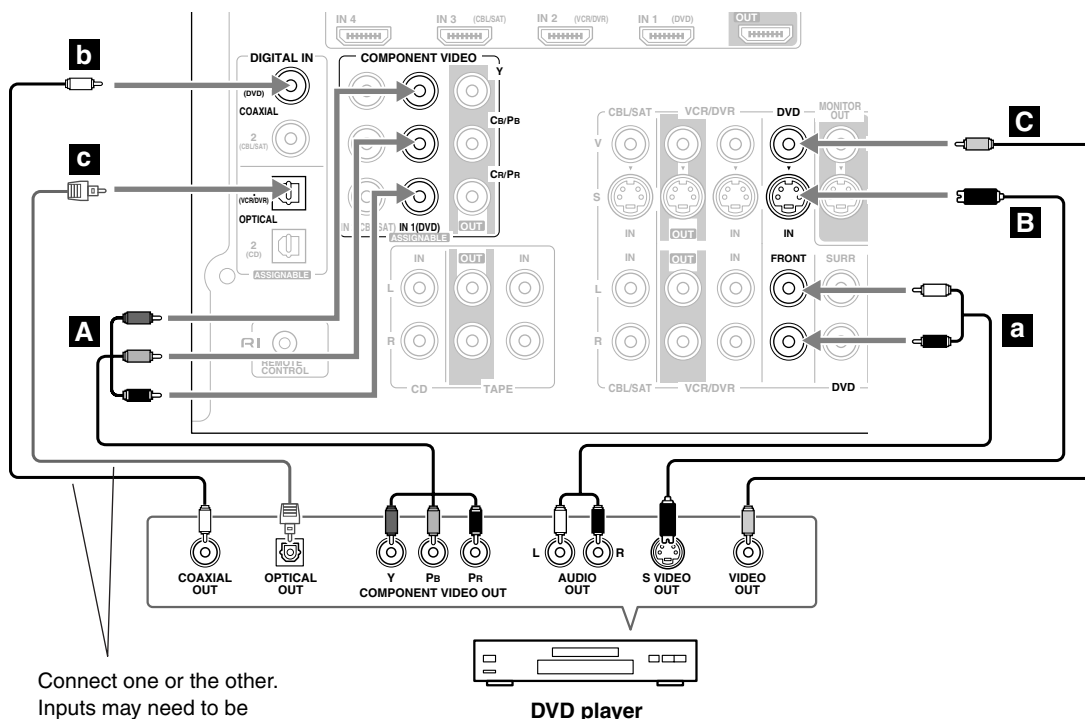 IN 4
IN 3 (CBL/SAT)
IN 2 (VCR/DVR)
IN 1 (DVD)
OUT
b
DIGITAL IN
(DVD)
COAXIAL
2
(CBL/SAT)
c
(VCR/DVR)
OPTICAL
2
(CD)
ASSIGNABLE
COMPONENT VIDEO
Y
CB/PB
CR/PR
IN 1(DVD)
OUT
ASSIGNABLE
CBL/SAT
VCR/DVR
DVD
MONITOR
OUT
V
S
IN
OUT
IN
IN
C
B
A
RI
REMOTE
CONTROL
IN
OUT
IN
L
R
CD
TAPE
IN
OUT
IN
FRONT
SURR
L
R
CBL/SAT
VCR/DVR
DVD
a
COAXIAL
OUT
OPTICAL
OUT
Y PB PR
COMPONENT VIDEO OUT
L R
AUDIO
OUT
S VIDEO
OUT
VIDEO
OUT
Connect one or the other.
Inputs may need to be
DVD player